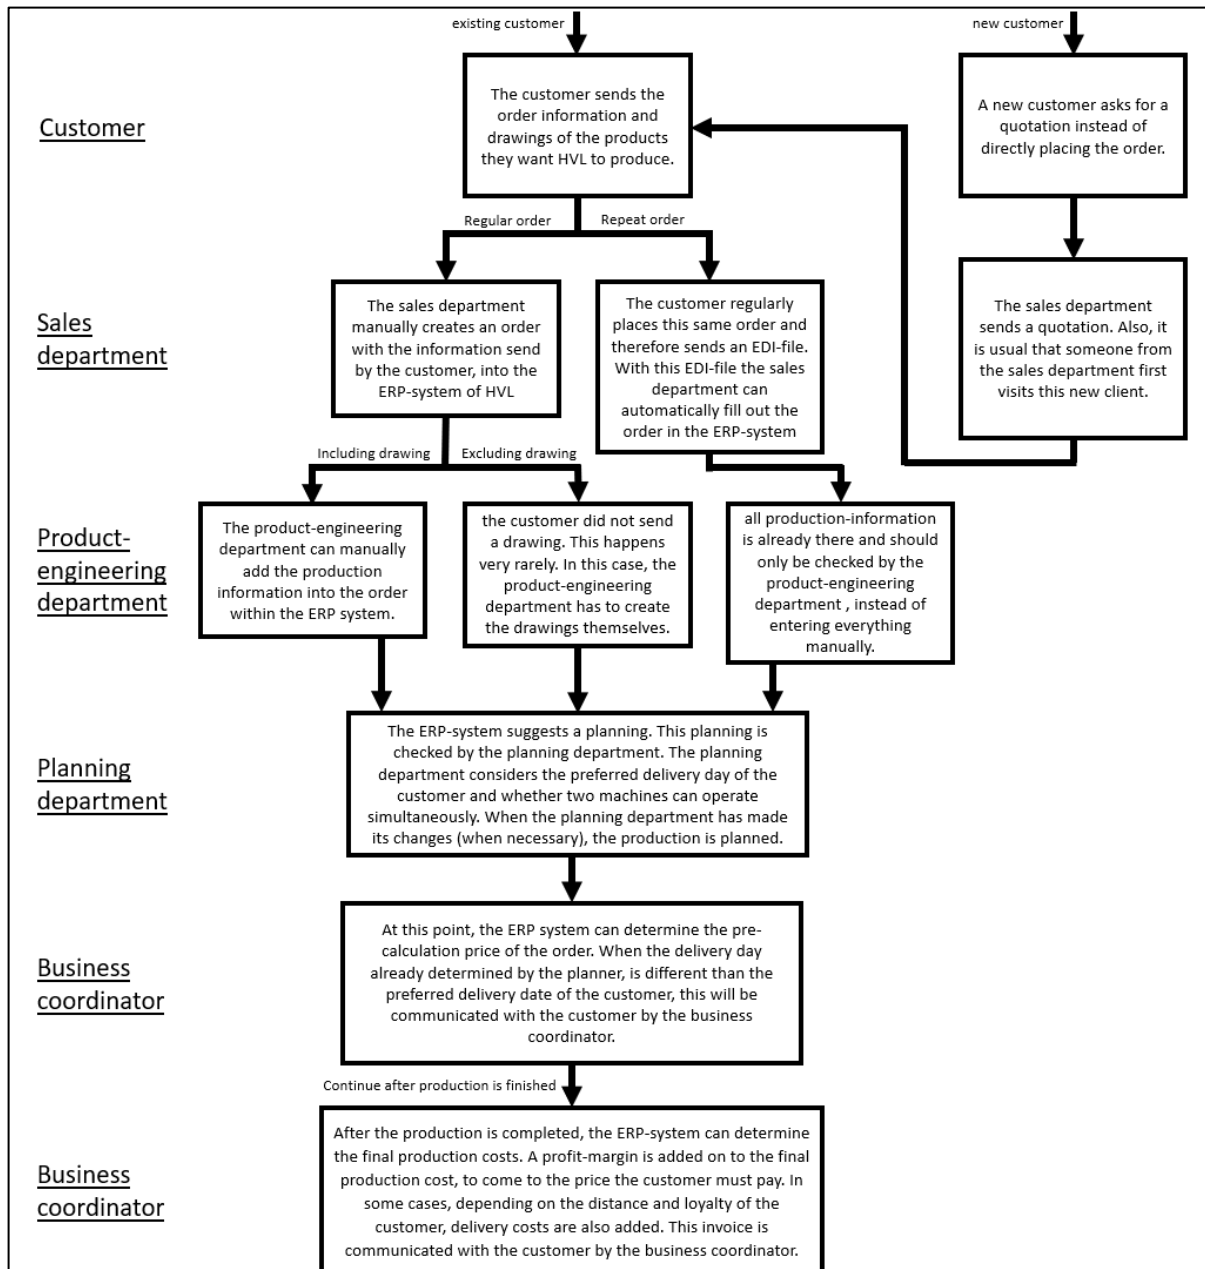 existing customer
new customer
Customer
The customer sends the
order information and
drawings of the products
they want HVL to produce.
A new customer asks for a
quotation instead of
directly placing the order.
Regular order
Repeat order
Sales
department
The sales department
manually creates an order
with the information send
by the customer, into the
ERP-system of HVL
The customer regularly
places this same order and
therefore sends an EDI-file.
With this EDI-file the sales
department can
automatically fill out the
order in the ERP-system
The sales department
sends a quotation. Also, it
is usual that someone from
the sales department first
visits this new client.
Including drawing
Excluding drawing
Product-
engineering
department
The product-engineering
department can manually
add the production
information into the order
within the ERP system.
the customer did not send
a drawing. This happens
very rarely. In this case, the
product-engineering
department has to create
the drawings themselves.
all production-information
is already there and should
only be checked by the
product-engineering
department , instead of
entering everything
manually.
Planning
department
The ERP-system suggests a planning. This planning is
checked by the planning department. The planning
department considers the preferred delivery day of the
customer and whether two machines can operate
simultaneously. When the planning department has made
its changes (when necessary), the production is planned.
Business
coordinator
At this point, the ERP system can determine the pre-
calculation price of the order. When the delivery day
already determined by the planner, is different than the
preferred delivery date of the customer, this will be
communicated with the customer by the business
coordinator.
Continue after production is finished
Business
coordinator
After the production is completed, the ERP-system can determine
the final production costs. A profit-margin is added on to the final
production cost, to come to the price the customer must pay. In
some cases, depending on the distance and loyalty of the
customer, delivery costs are also added. This invoice is
communicated with the customer by the business coordinator.